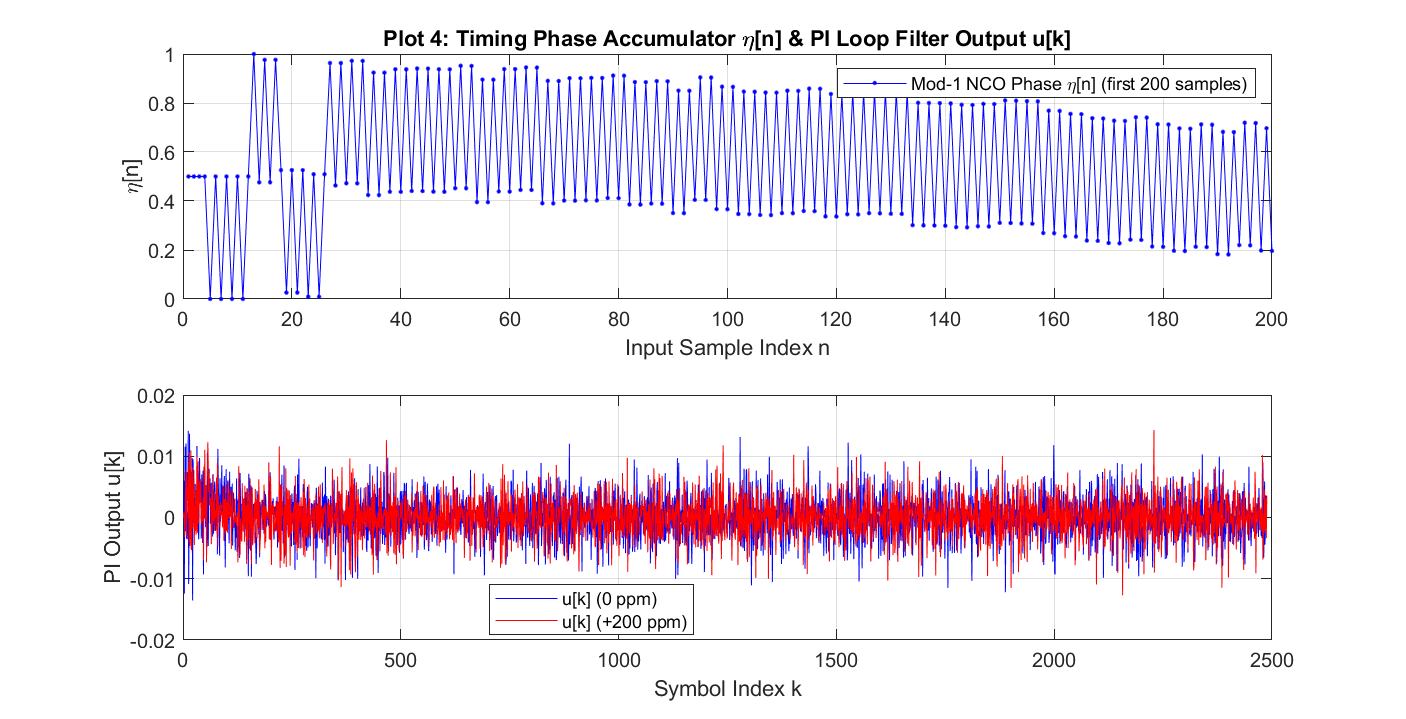 Plot 4: Timing Phase Accumulator η[n] & PI Loop Filter Output u[k]
η[n]
1
0.8
0.6
0.4
0.2
0
Mod-1 NCO Phase η[n] (first 200 samples)
0 20 40 60 80 100 120 140 160 180 200
Input Sample Index n
PI Output u[k]
0.02
0.01
0
-0.01
-0.02
u[k] (0 ppm)
u[k] (+200 ppm)
0 500 1000 1500 2000 2500
Symbol Index k